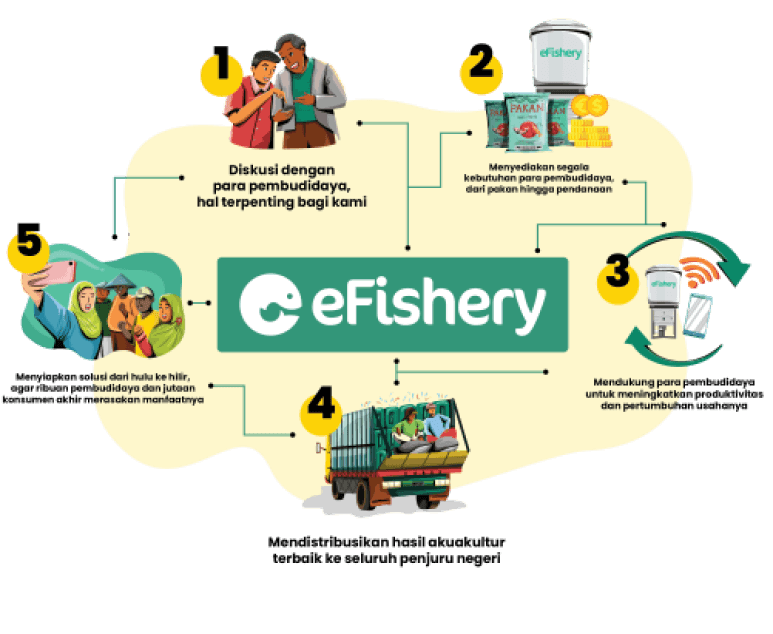 1
Diskusi dengan
para pembudidaya,
hal terpenting bagi kami
2
eFishery
PAKAN
Menyediakan segala
kebutuhan para pembudidaya,
dari pakan hingga pendanaan
3
eFishery
Mendukung para pembudidaya
untuk meningkatkan produktivitas
dan pertumbuhan usahanya
eFishery
4
Mendistribusikan hasil akuakultur
terbaik ke seluruh penjuru negeri
5
Menyiapkan solusi dari hulu ke hilir,
agar ribuan pembudidaya dan jutaan
konsumen akhir merasakan manfaatnya